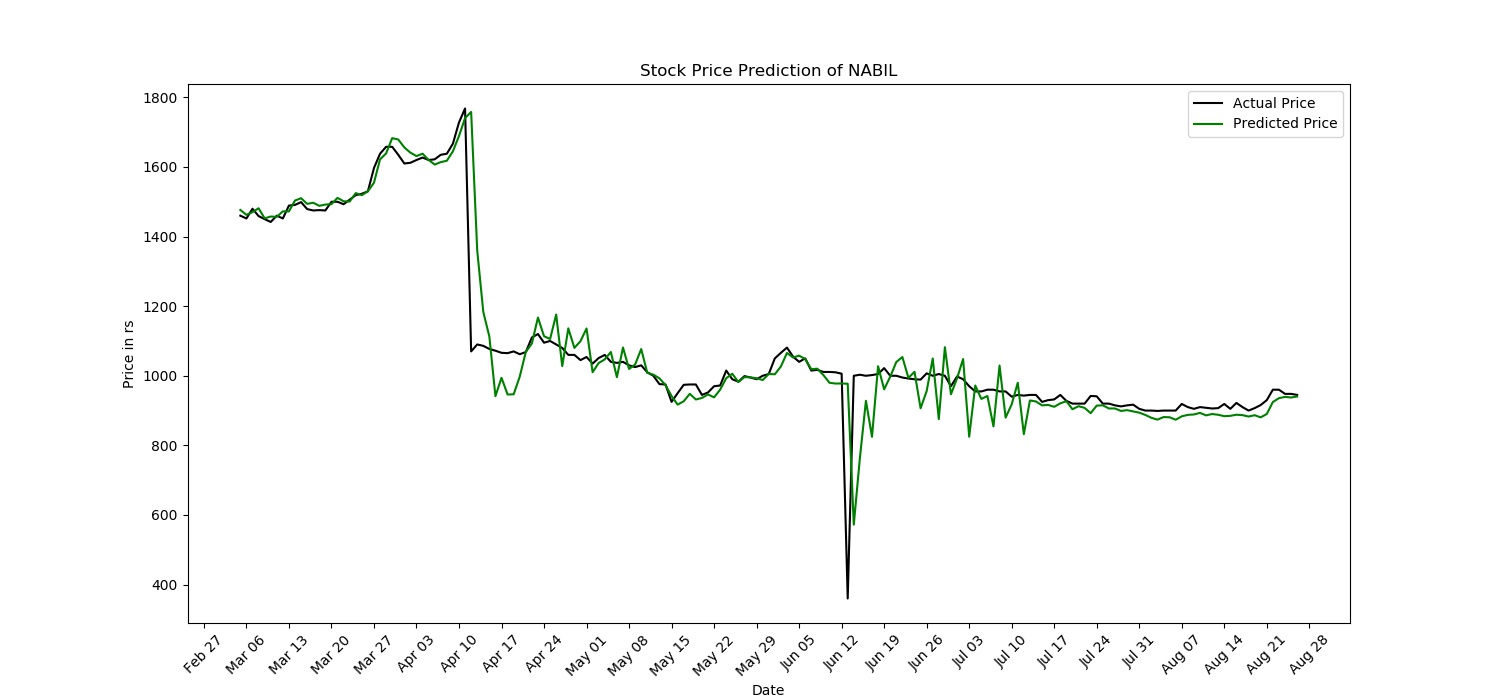 Stock Price Prediction of NABIL
Actual Price
Predicted Price
Price in rs
1800
1600
1400
1200
1000
800
600
400
Feb 27
Mar 06
Mar 13
Mar 20
Mar 27
Apr 03
Apr 10
Apr 17
Apr 24
May 01
May 08
May 15
May 22
May 29
Jun 05
Jun 12
Jun 19
Jun 26
Jul 03
Jul 10
Jul 17
Jul 24
Jul 31
Aug 07
Aug 14
Aug 21
Aug 28
Date